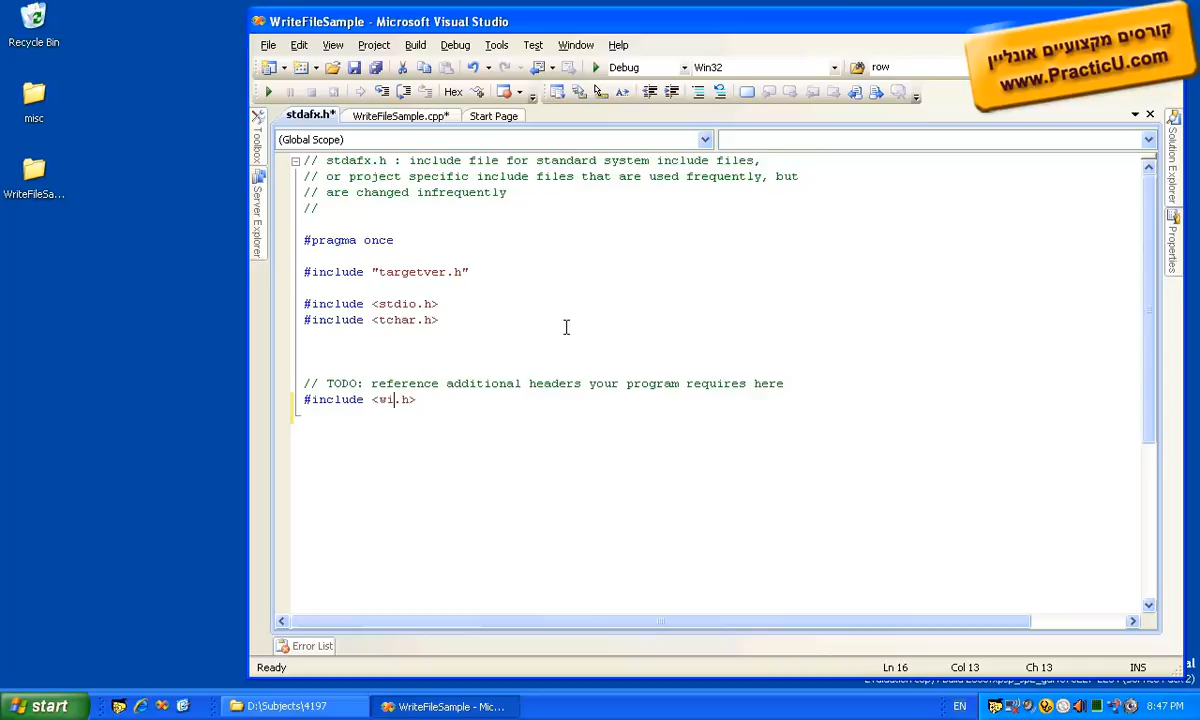 Recycle Bin
misc
WriteFileSa...
WriteFileSample - Microsoft Visual Studio
File Edit View Project Build Debug Tools Test Window Help
Debug Win32 row
Hex
stdafx.h* WriteFileSample.cpp* Start Page
(Global Scope)
// stdafx.h : include file for standard system include files,
// or project specific include files that are used frequently, but
// are changed infrequently
//
#pragma once
#include "targetver.h"
#include <stdio.h>
#include <tchar.h>
// TODO: reference additional headers your program requires here
#include <wi.h>
Toolbox
Server Explorer
Solution Explorer
Properties
Error List
Ready Ln 16 Col 13 Ch 13 INS
קורסים מקצועיים אונליין
www.PracticU.com
start D:\Subjects\4197 WriteFileSample - Mic... EN 8:47 PM